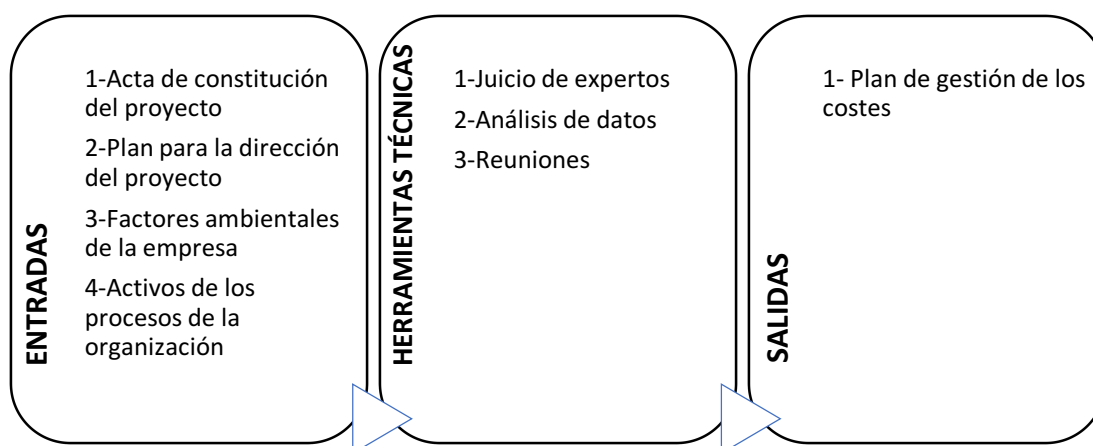 ENTRADAS
1-Acta de constitución
del proyecto
2-Plan para la dirección
del proyecto
3-Factores ambientales
de la empresa
4-Activos de los
procesos de la
organización
HERRAMIENTAS TÉCNICAS
1-Juicio de expertos
2-Análisis de datos
3-Reuniones
SALIDAS
1- Plan de gestión de los
costes